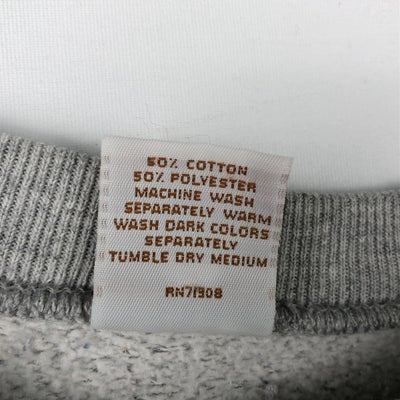 50% COTTON
50% POLYESTER
MACHINE WASH
SEPARATELY WARM
WASH DARK COLORS
SEPARATELY
TUMBLE DRY MEDIUM
RN71908